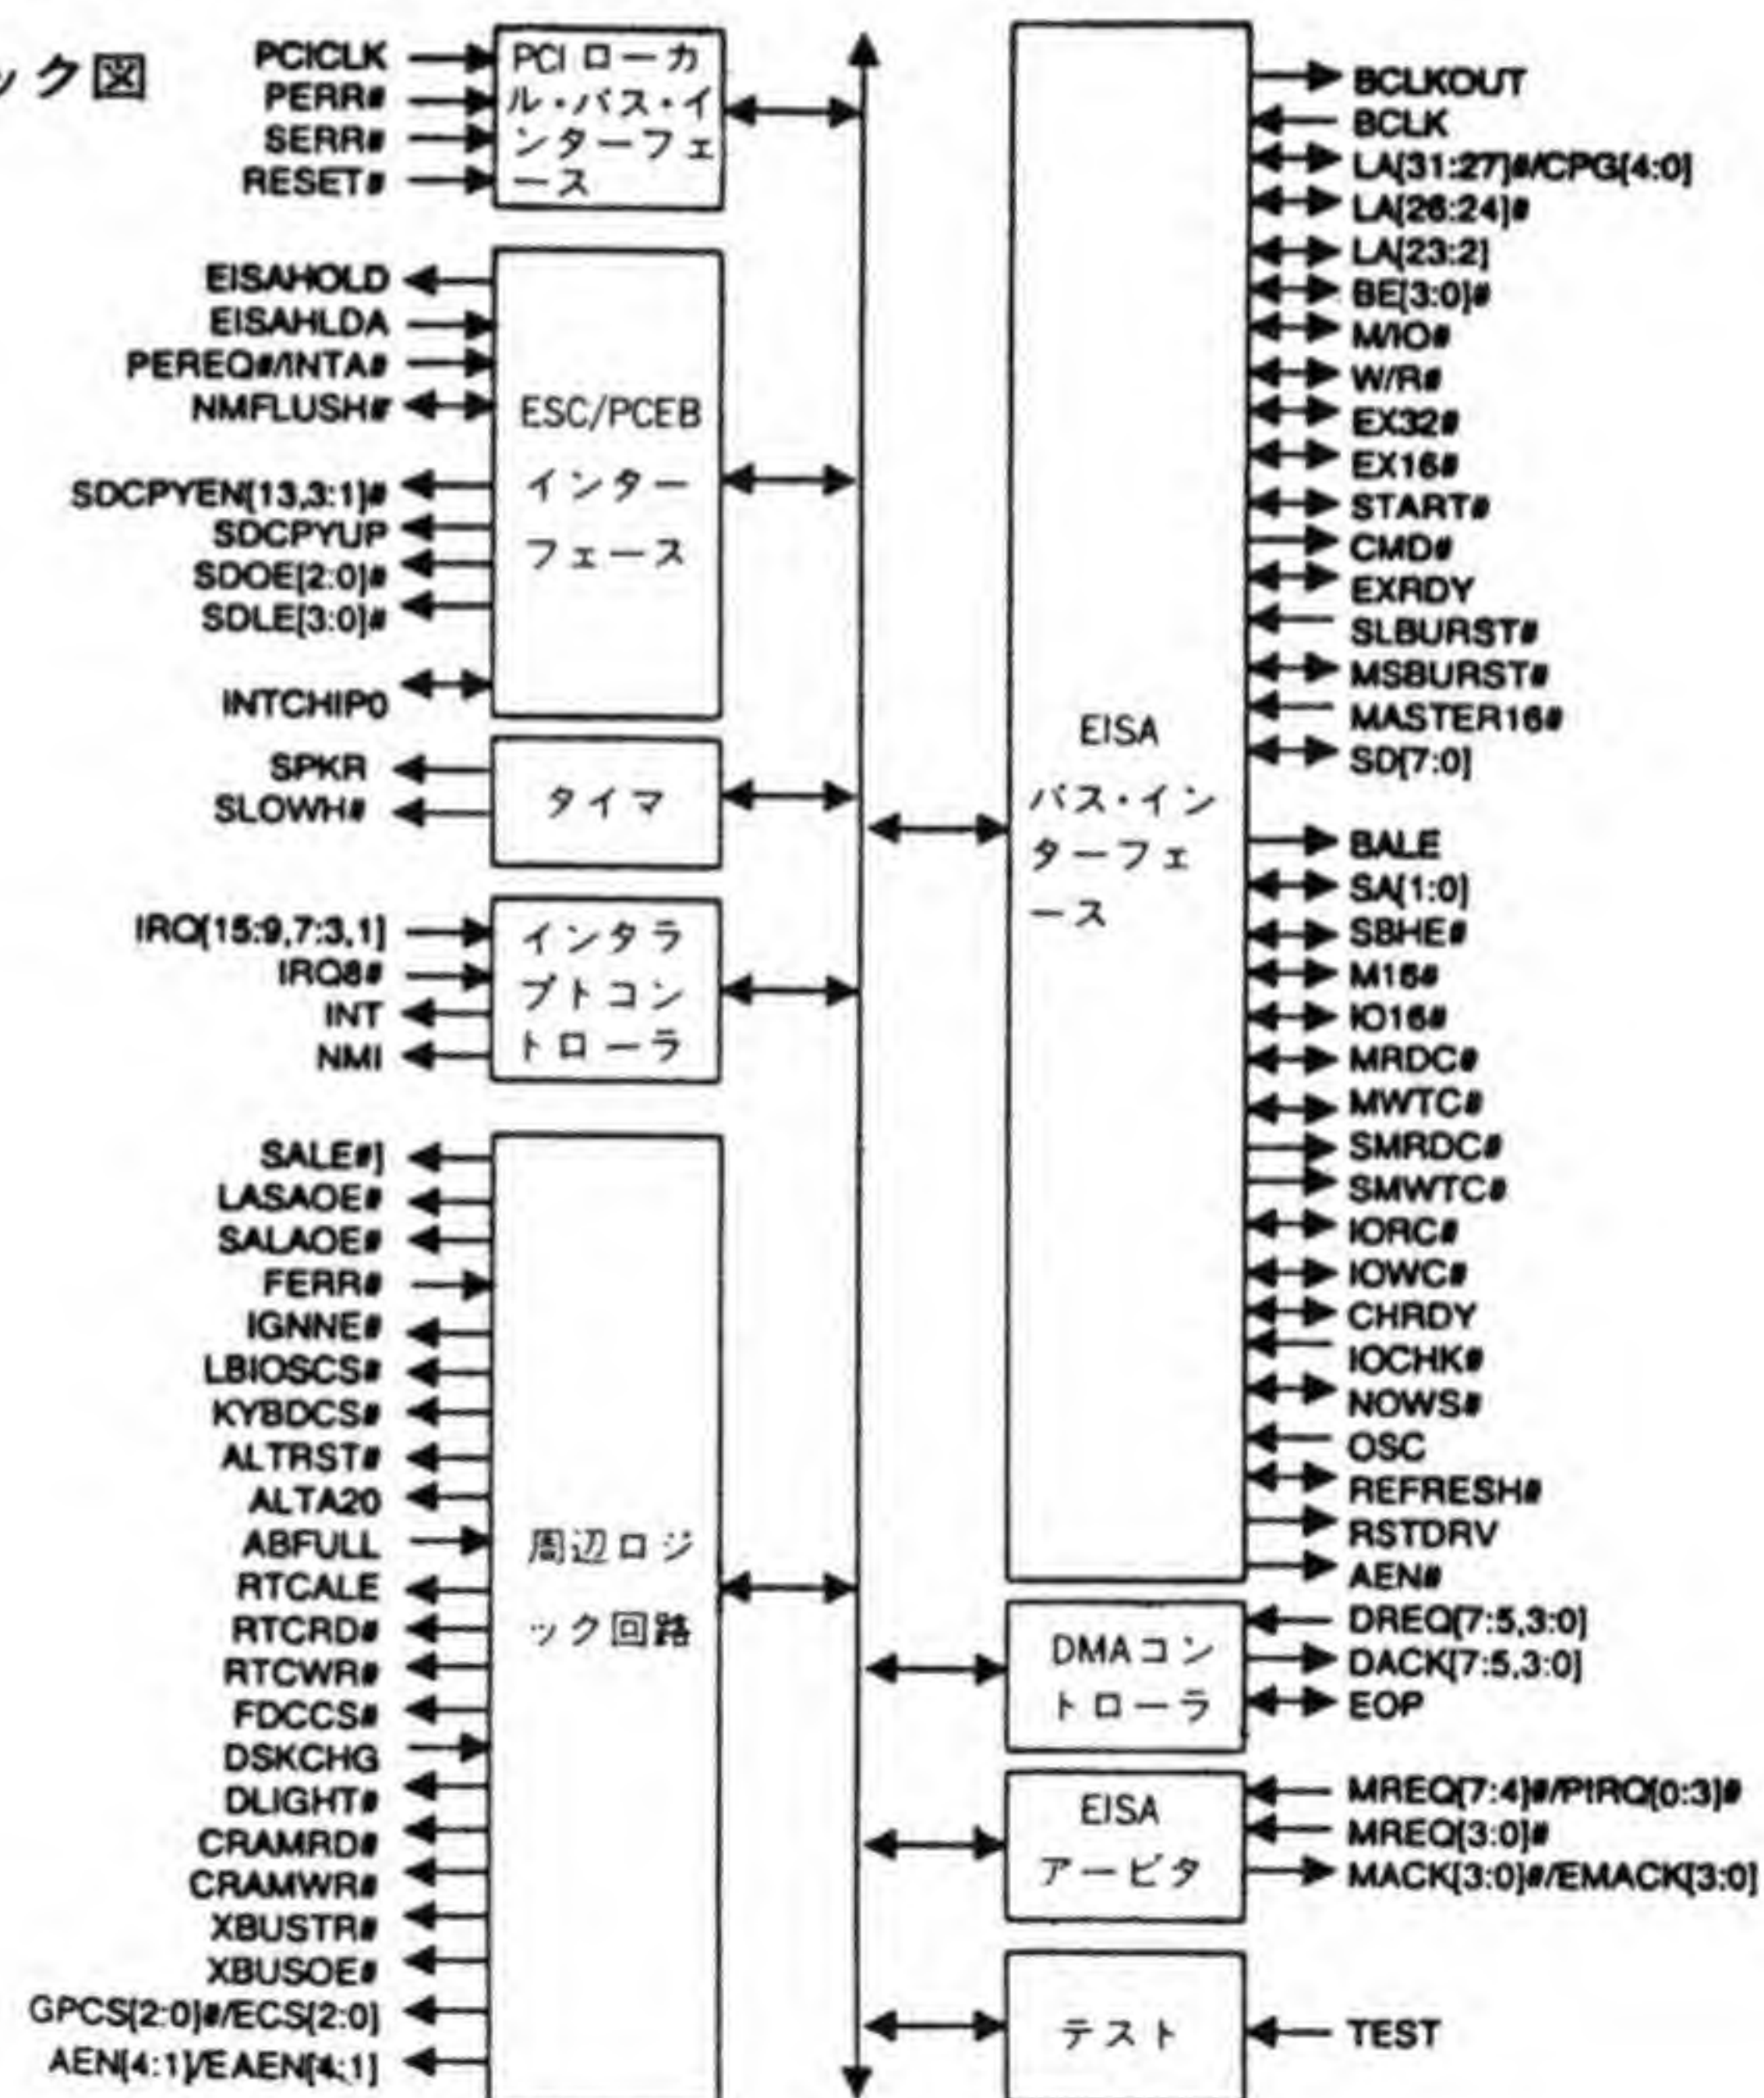 ック図
PCICLK
PERR#
SERR#
RESET#
PCIローカ
ル・バス・イ
ンターフェ
ース
EISAHOLD
EISAHLDA
PEREQ#/INTA#
NMFLUSH#
SDCPYEN[13,3:1]#
SDCPYUP
SDOE[2:0]#
SDLE[3:0]#
INTCHIP0
ESC/PCEB
インター
フェース
SPKR
SLOWH#
タイマ
IRQ[15:9,7:3,1]
IRQ8#
INT
NMI
インタラ
プトコン
トローラ
SALE#]
LASAOE#
SALAOE#
FERR#
IGNNE#
LBIOSCS#
KYBDCS#
ALTRST#
ALTA20
ABFULL
RTCALE
RTCRD#
RTCWR#
FDCCS#
DSKCHG
DLIGHT#
CRAMRD#
CRAMWR#
XBUSTR#
XBUSOE#
GPCS[2:0]#/ECS[2:0]
AEN[4:1]/EAEN[4:1]
周辺ロジ
ック回路
EISA
バス・イン
ターフェ
ース
BCLKOUT
BCLK
LA[31:27]#/CPG[4:0]
LA[26:24]#
LA[23:2]
BE[3:0]#
M/IO#
W/R#
EX32#
EX16#
START#
CMD#
EXRDY
SLBURST#
MSBURST#
MASTER16#
SD[7:0]
BALE
SA[1:0]
SBHE#
M16#
IO16#
MRDC#
MWTC#
SMRDC#
SMWTC#
IORC#
IOWC#
CHRDY
IOCHK#
NOWS#
OSC
REFRESH#
RSTDRV
AEN#
DMAコン
トローラ
DREQ[7:5,3:0]
DACK[7:5,3:0]
EOP
EISA
アービタ
MREQ[7:4]#/PIRQ[0:3]#
MREQ[3:0]#
MACK[3:0]#/EMACK[3:0]
テスト
TEST